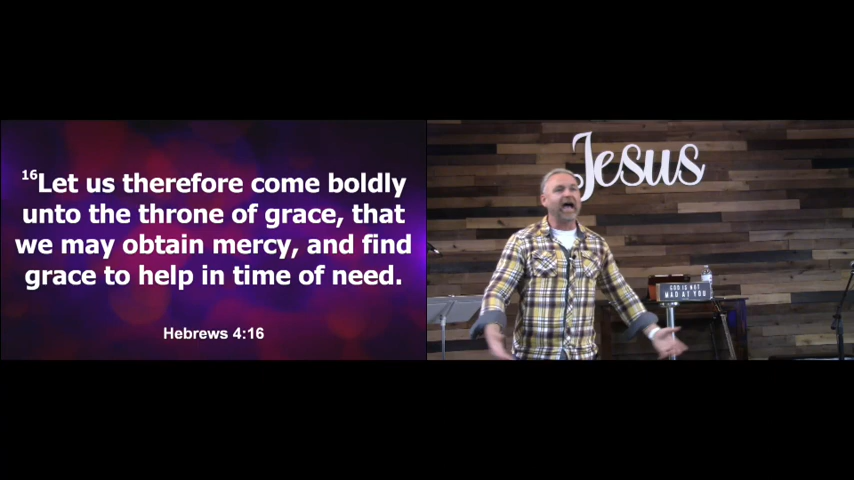 16Let us therefore come boldly
unto the throne of grace, that
we may obtain mercy, and find
grace to help in time of need.
Hebrews 4:16
Jesus
GOD IS NOT
MAD AT YOU